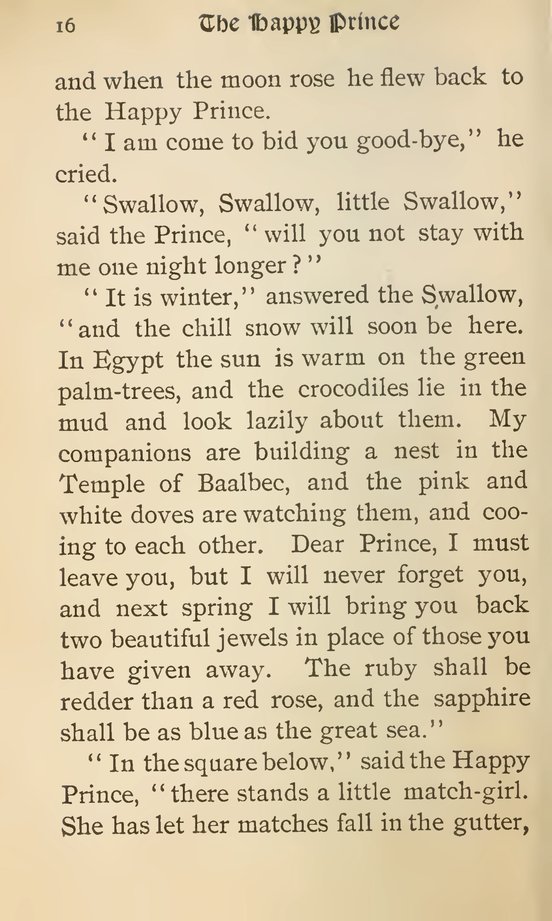 16 The Happy Prince
and when the moon rose he flew back to
the Happy Prince.
“ I am come to bid you good-bye,” he
cried.
“Swallow, Swallow, little Swallow,”
said the Prince, “ will you not stay with
me one night longer ? ”
“ It is winter,” answered the Swallow,
“and the chill snow will soon be here.
In Egypt the sun is warm on the green
palm-trees, and the crocodiles lie in the
mud and look lazily about them. My
companions are building a nest in the
Temple of Baalbec, and the pink and
white doves are watching them, and coo-
ing to each other. Dear Prince, I must
leave you, but I will never forget you,
and next spring I will bring you back
two beautiful jewels in place of those you
have given away. The ruby shall be
redder than a red rose, and the sapphire
shall be as blue as the great sea.”
“ In the square below,” said the Happy
Prince, “there stands a little match-girl.
She has let her matches fall in the gutter,